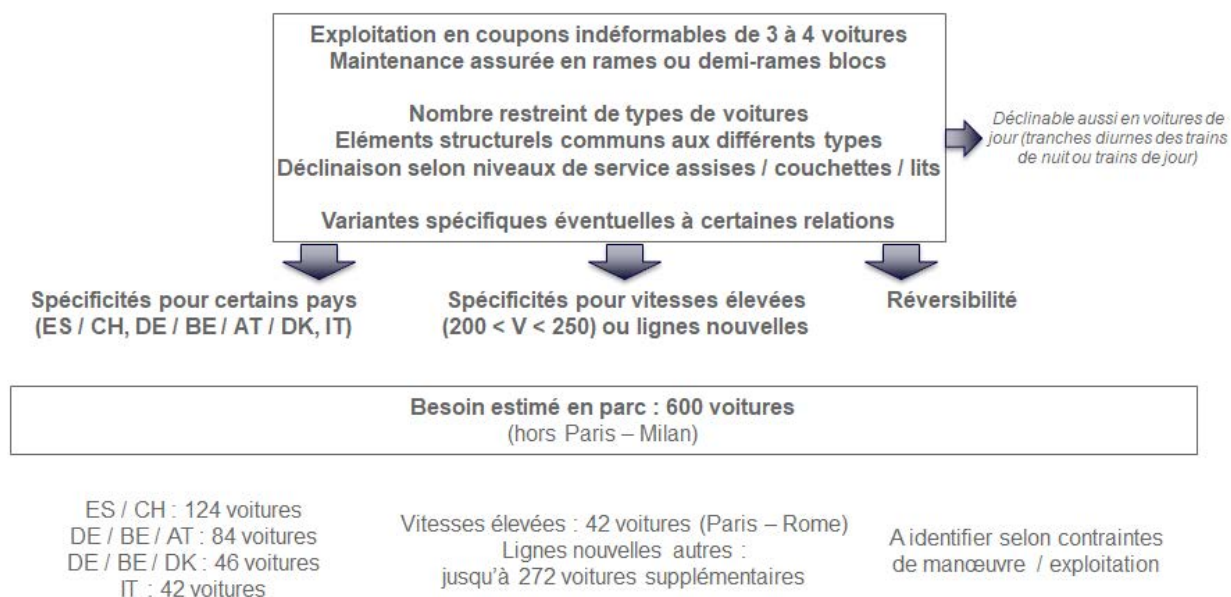 Exploitation en coupons indéformables de 3 à 4 voitures
Maintenance assurée en rames ou demi-rames blocs
Nombre restreint de types de voitures
Eléments structurels communs aux différents types
Déclinaison selon niveaux de service assises / couchettes / lits
Variantes spécifiques éventuelles à certaines relations
Déclinable aussi en voitures de
jour (tranches diurnes des trains
de nuit ou trains de jour)
Spécificités pour certains pays
(ES / CH, DE / BE / AT / DK, IT)
Spécificités pour vitesses élevées
(200 < V < 250) ou lignes nouvelles
Réversibilité
Besoin estimé en parc : 600 voitures
(hors Paris – Milan)
ES / CH : 124 voitures
DE / BE / AT : 84 voitures
DE / BE / DK : 46 voitures
IT : 42 voitures
Vitesses élevées : 42 voitures (Paris – Rome)
Lignes nouvelles autres :
jusqu'à 272 voitures supplémentaires
A identifier selon contraintes
de manœuvre / exploitation